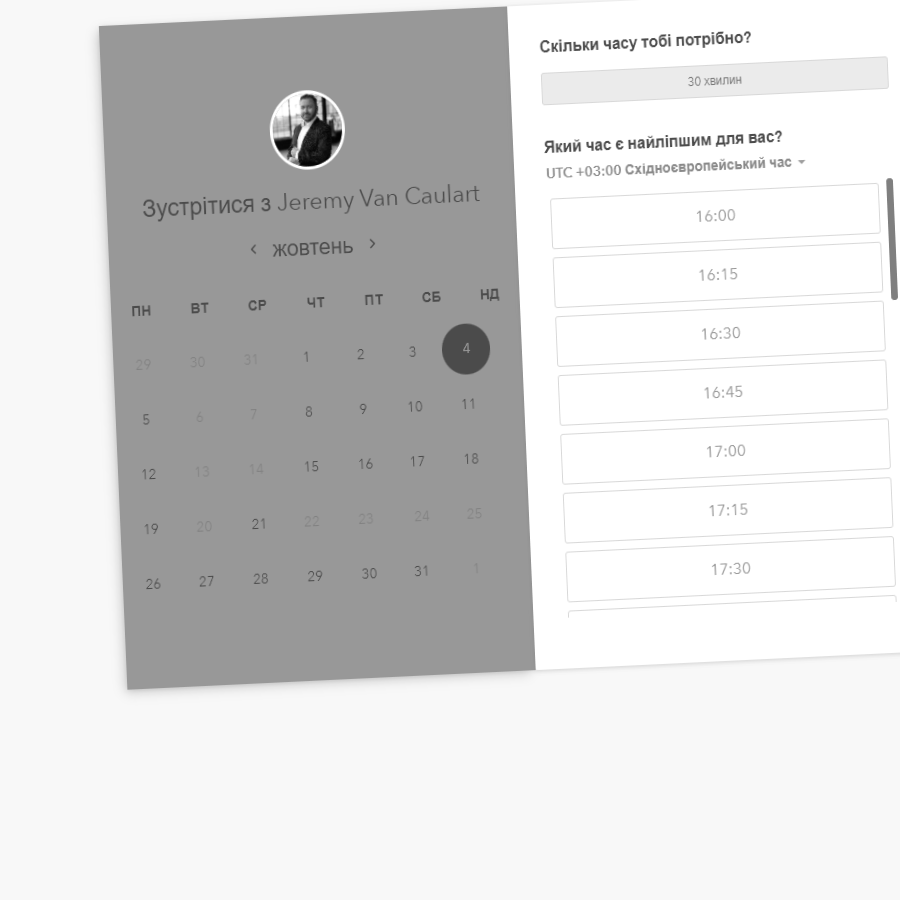 Зустрітися з Jeremy Van Caulart
жовтень
ПН ВТ СР ЧТ ПТ СБ НД
29 30 31 1 2 3 4
5 6 7 8 9 10 11
12 13 14 15 16 17 18
19 20 21 22 23 24 25
26 27 28 29 30 31 1
Скільки часу тобі потрібно?
30 хвилин
Який час є найліпшим для вас?
UTC +03:00 Східноєвропейський час
16:00
16:15
16:30
16:45
17:00
17:15
17:30